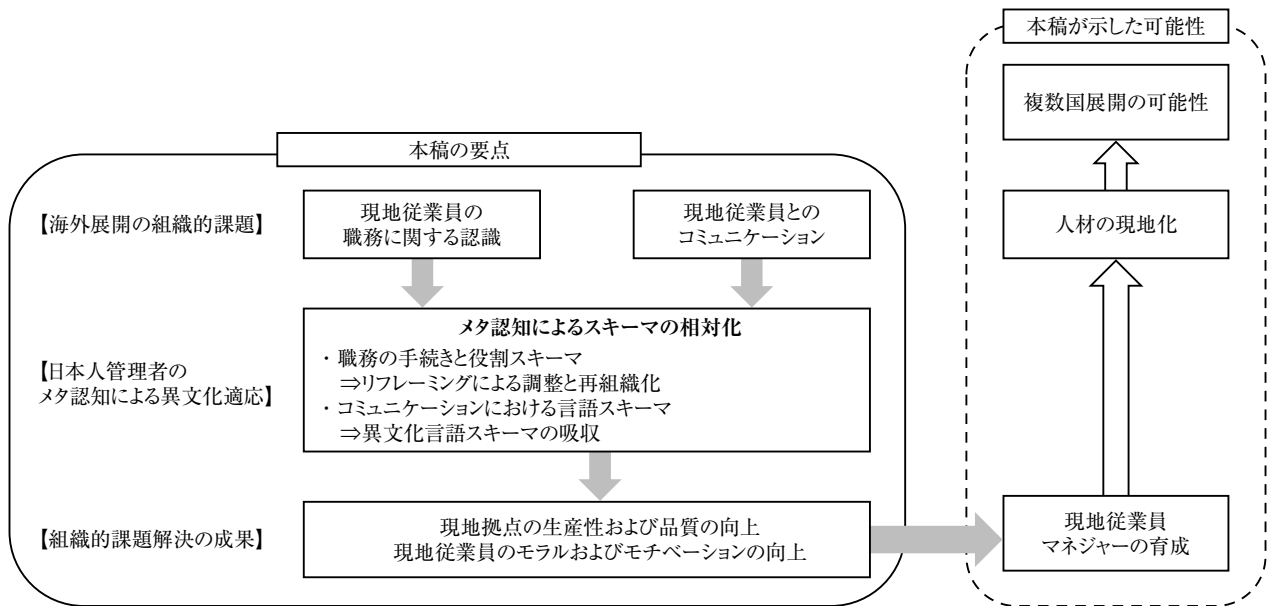 本稿の要点
【海外展開の組織的課題】
現地従業員の
職務に関する認識
現地従業員との
コミュニケーション
【日本人管理者の
メタ認知による異文化適応】
メタ認知によるスキーマの相対化
・ 職務の手続きと役割スキーマ
⇒リフレーミングによる調整と再組織化
・ コミュニケーションにおける言語スキーマ
⇒異文化言語スキーマの吸収
【組織的課題解決の成果】
現地拠点の生産性および品質の向上
現地従業員のモラルおよびモチベーションの向上
本稿が示した可能性
複数国展開の可能性
人材の現地化
現地従業員
マネジャーの育成